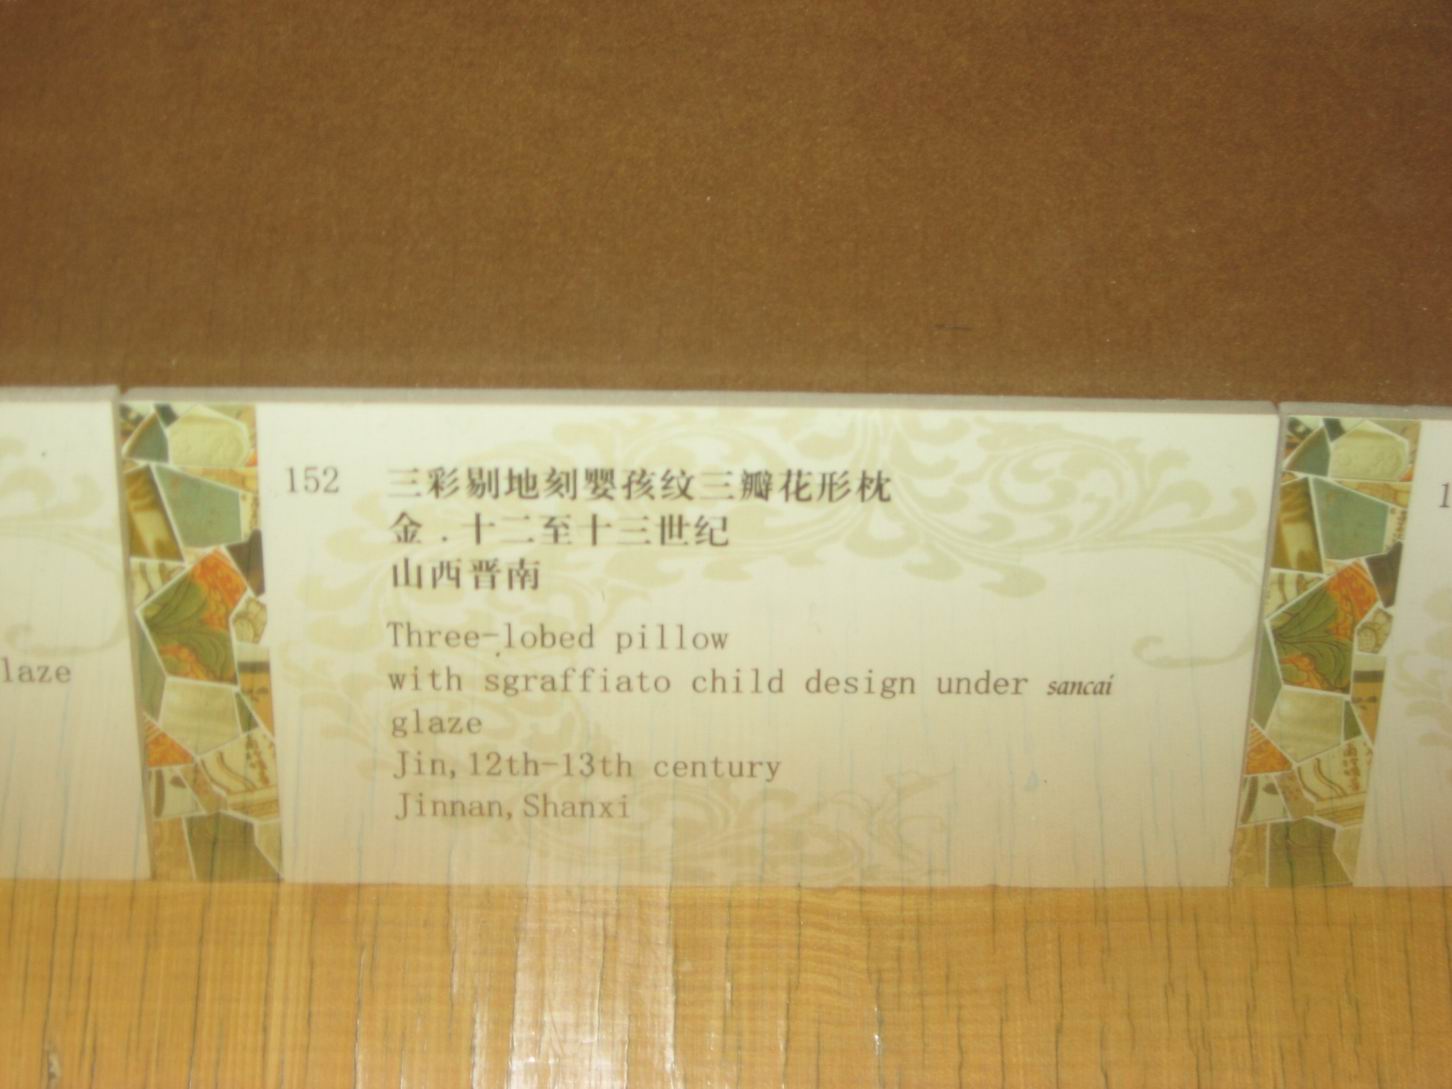 152 三彩剔地刻婴孩纹三瓣花形枕
金．十二至十三世纪
山西晋南
Three-lobed pillow
with sgraffiato child design under sancai
glaze
Jin,12th-13th century
Jinnan,Shanxi
laze
1